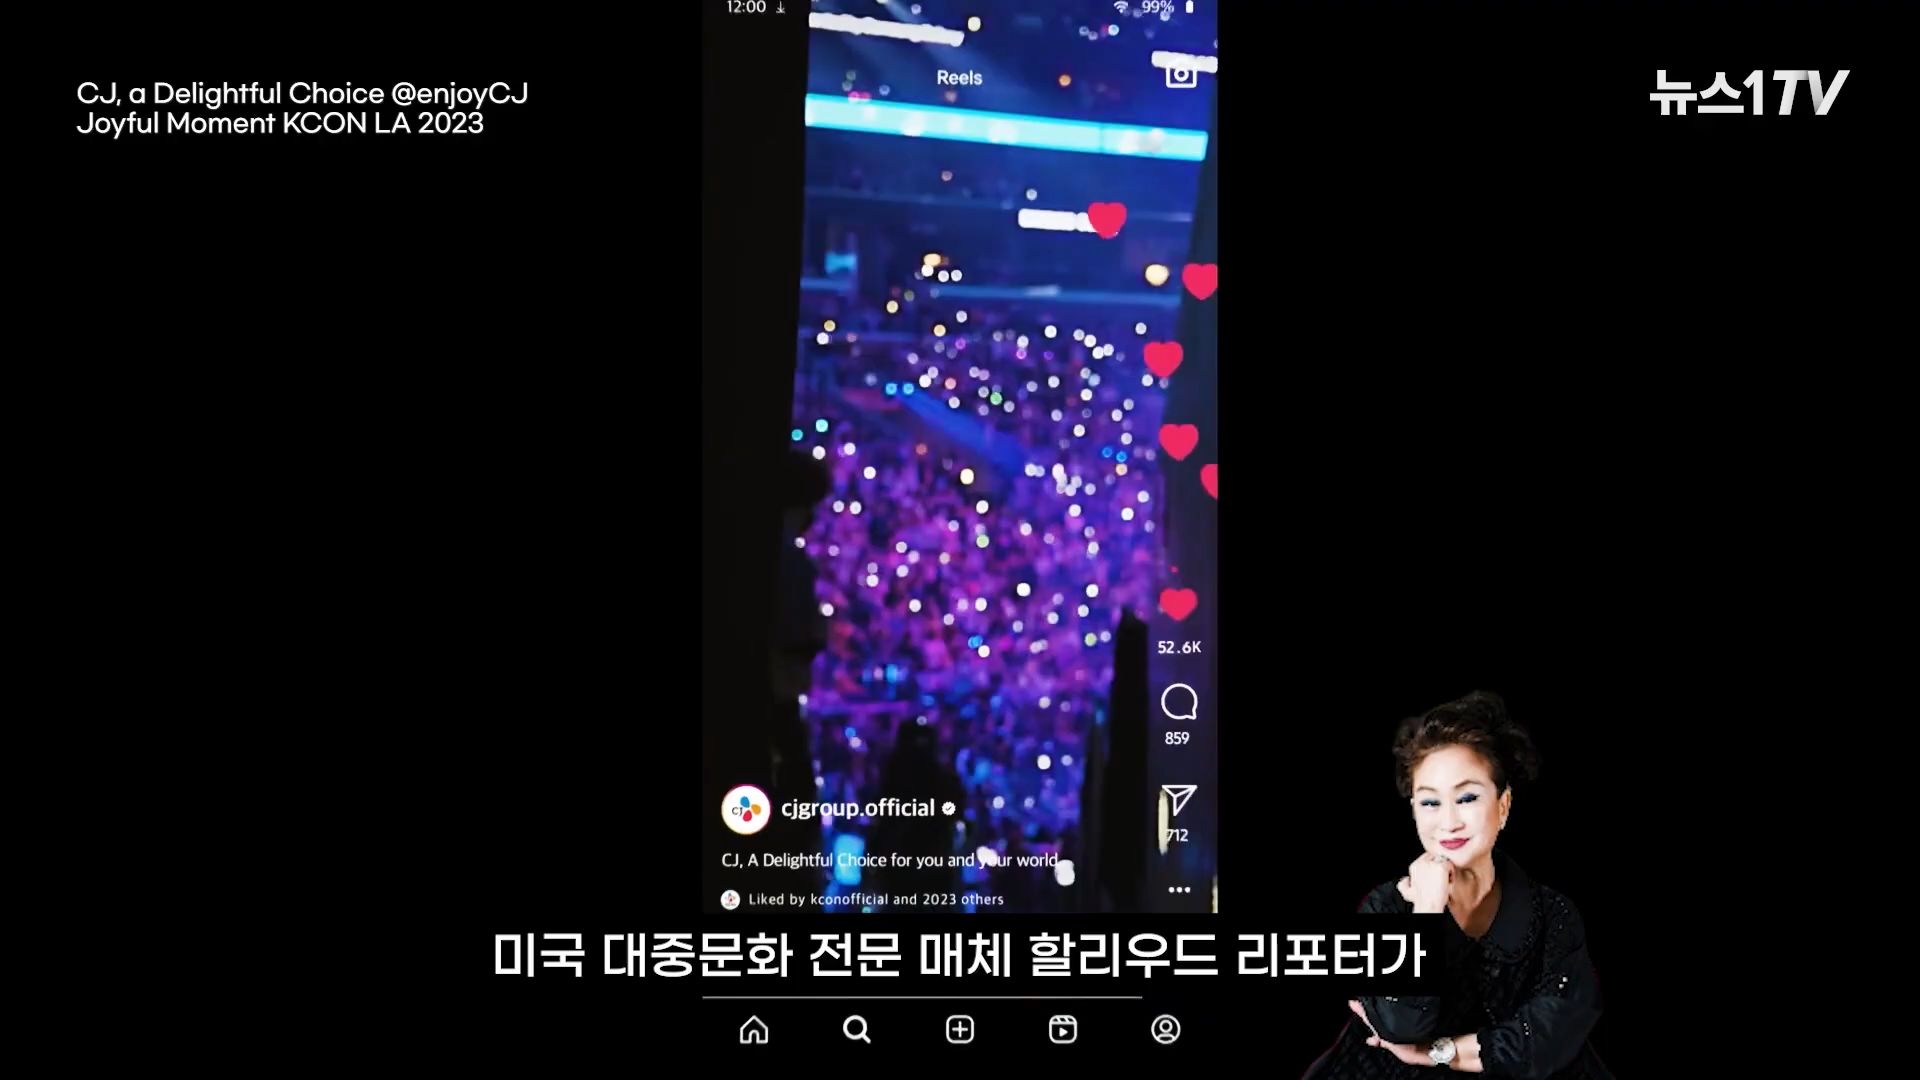 12:00
99%
CJ, a Delightful Choice @enjoyCJ
Joyful Moment KCON LA 2023
Reels
뉴스1TV
52.6K
859
712
CJ
cjgroup.official
CJ, A Delightful Choice for you and your world
Liked by kconofficial and 2023 others
미국 대중문화 전문 매체 할리우드 리포터가